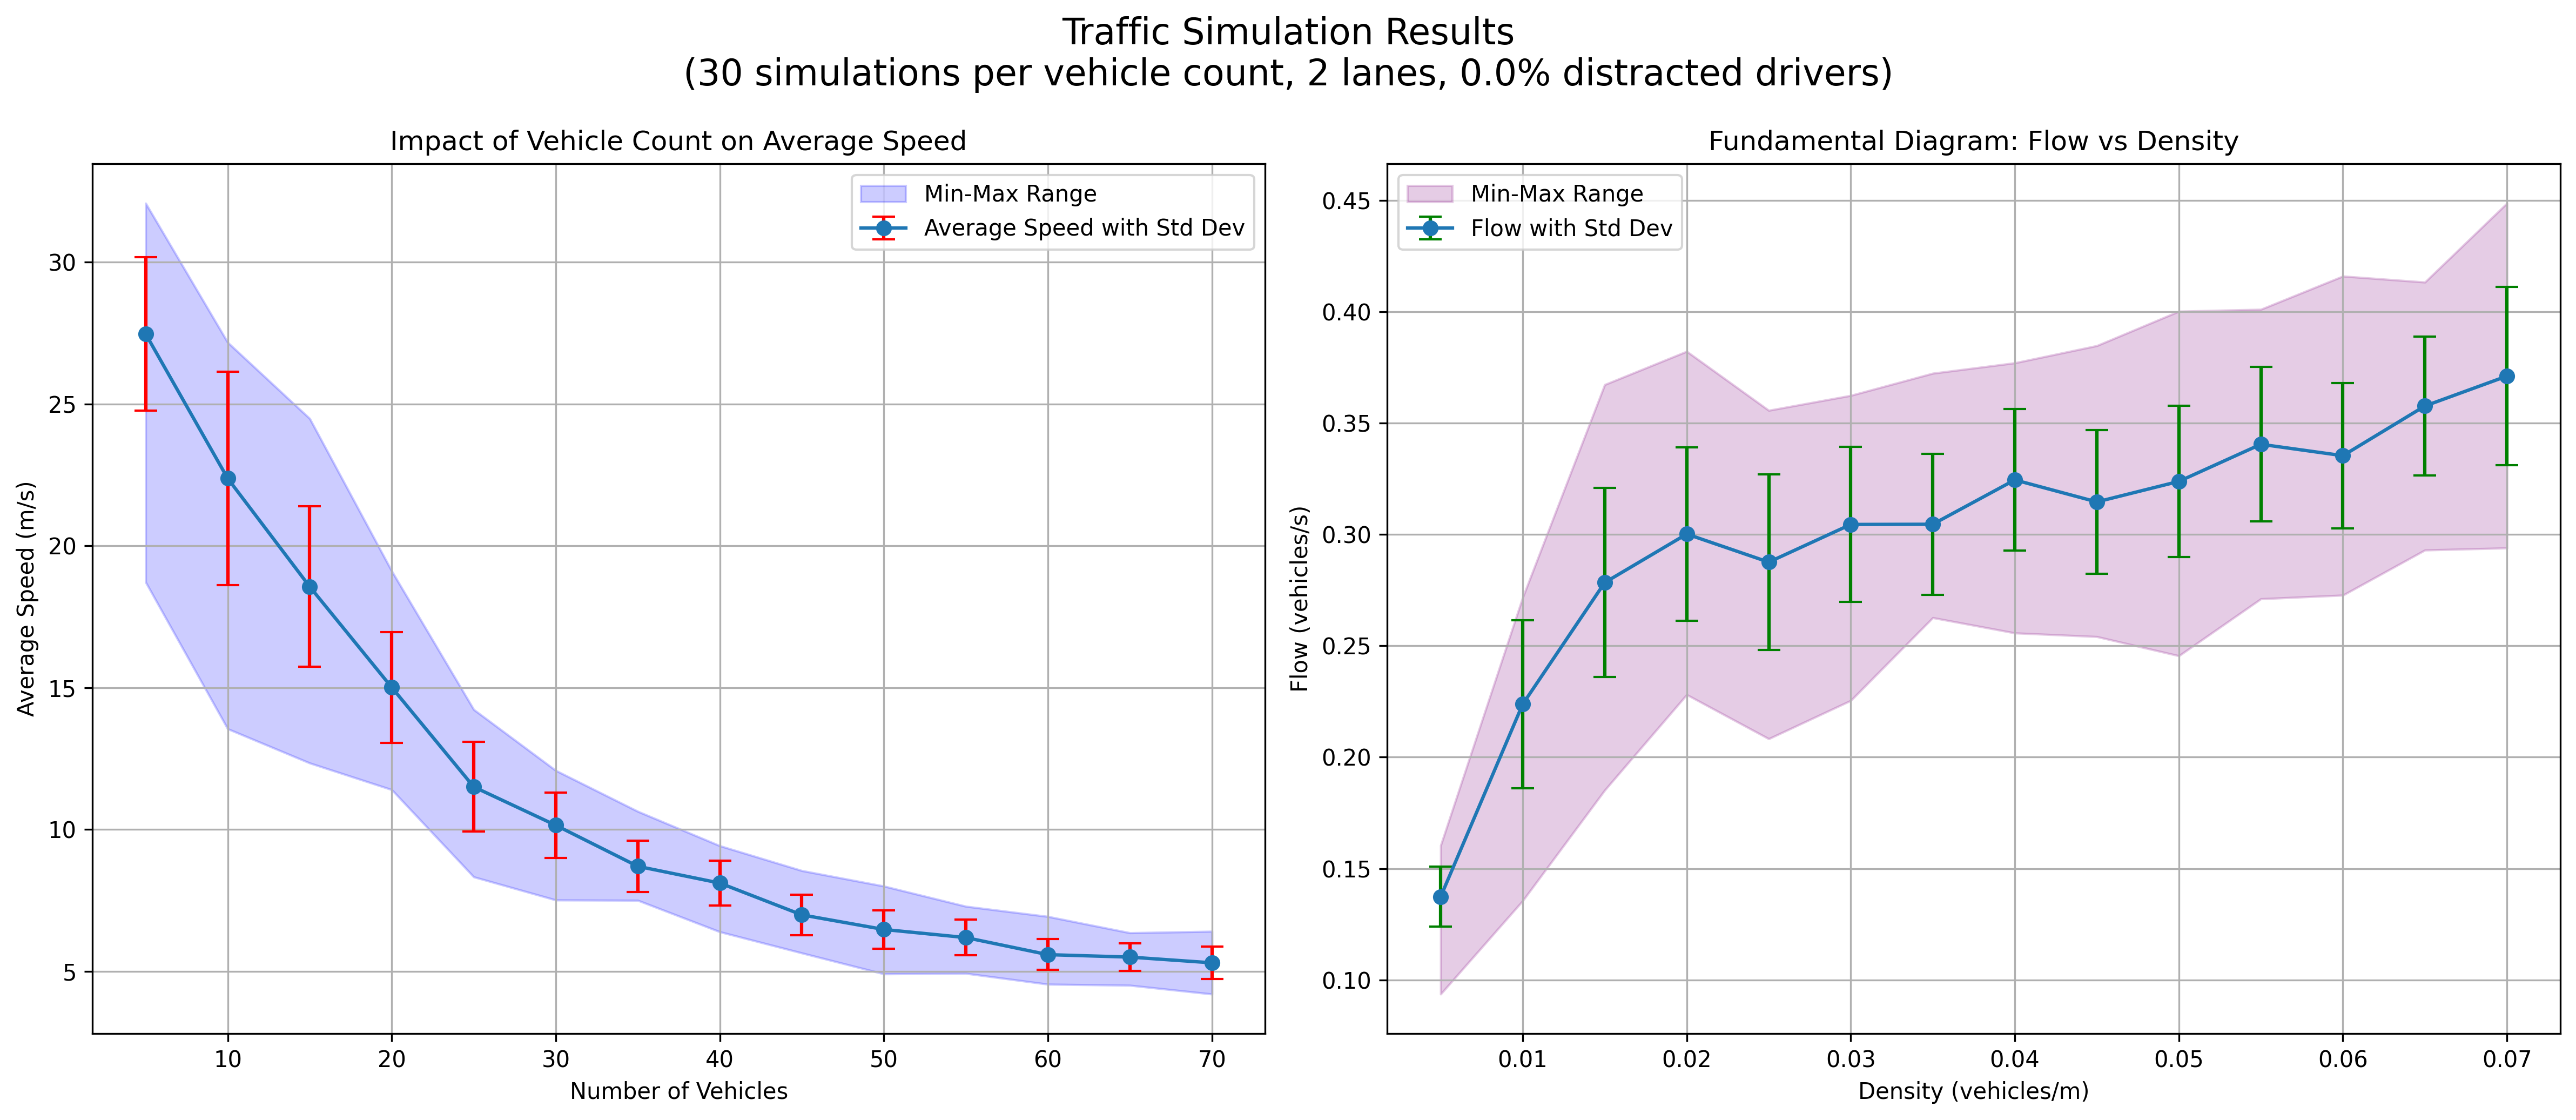 Traffic Simulation Results
(30 simulations per vehicle count, 2 lanes, 0.0% distracted drivers)
Impact of Vehicle Count on Average Speed
Min-Max Range
Average Speed with Std Dev
30
25
20
15
10
5
Average Speed (m/s)
10 20 30 40 50 60 70
Number of Vehicles
Fundamental Diagram: Flow vs Density
Min-Max Range
Flow with Std Dev
0.45
0.40
0.35
0.30
0.25
0.20
0.15
0.10
Flow (vehicles/s)
0.01 0.02 0.03 0.04 0.05 0.06 0.07
Density (vehicles/m)